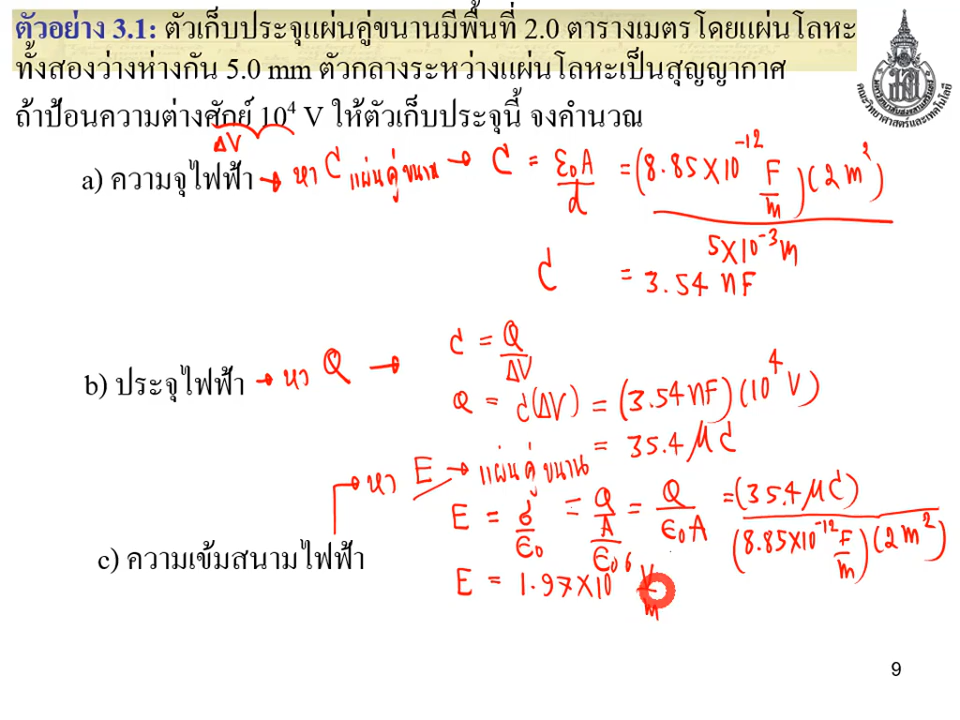 ตัวอย่าง 3.1: ตัวเก็บประจุแผ่นคู่ขนานมีพื้นที่ 2.0 ตารางเมตร โดยแผ่นโลหะ
ทั้งสองว่างห่างกัน 5.0 mm ตัวกลางระหว่างแผ่นโลหะเป็นสุญญากาศ
ถ้าป้อนความต่างศักย์ 10⁴ V ให้ตัวเก็บประจุนี้ จงคำนวณ
ΔV
a) ความจุไฟฟ้า → หา C แผ่นคู่ขนาน → C = ε₀A/d = (8.85×10⁻¹² F/m)(2 m²)/5×10⁻³ m
C = 3.54 nF
C = Q/ΔV
b) ประจุไฟฟ้า → หา Q →
Q = C(ΔV) = (3.54 nF)(10⁴ V)
= 35.4 μC
→ หา E → แผ่นคู่ขนาน
E = σ/ε₀ = Q/A/ε₀ = Q/ε₀A = (35.4 μC)/(8.85×10⁻¹² F/m)(2 m²)
c) ความเข้มสนามไฟฟ้า
E = 1.97×10⁶ V/m
9